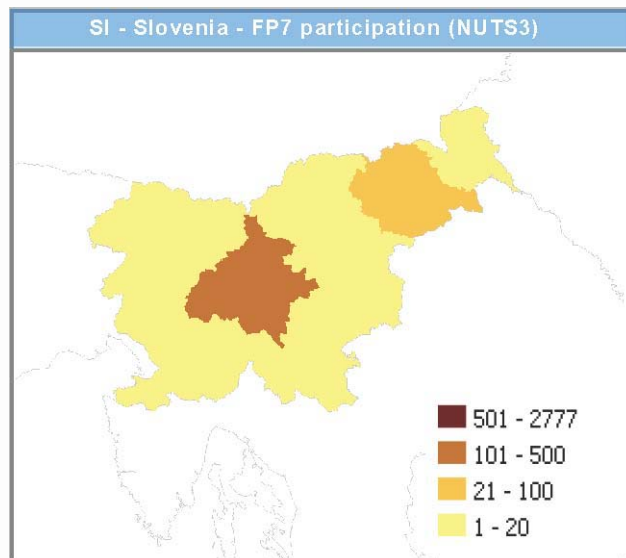 SI - Slovenia - FP7 participation (NUTS3)
501 - 2777
101 - 500
21 - 100
1 - 20